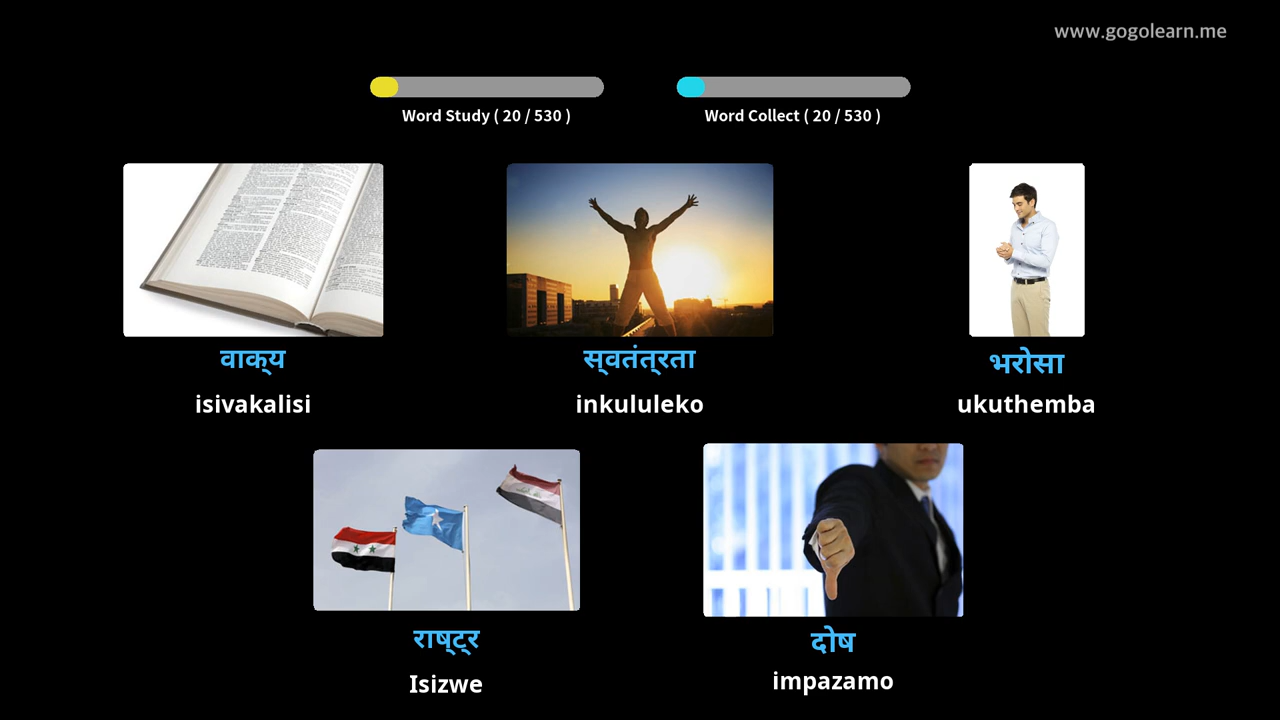 www.gogolearn.me
Word Study ( 20 / 530 )
Word Collect ( 20 / 530 )
वाक्य
स्वतंत्रता
भरोसा
isivakalisi
inkululeko
ukuthemba
राष्ट्र
दोष
Isizwe
impazamo